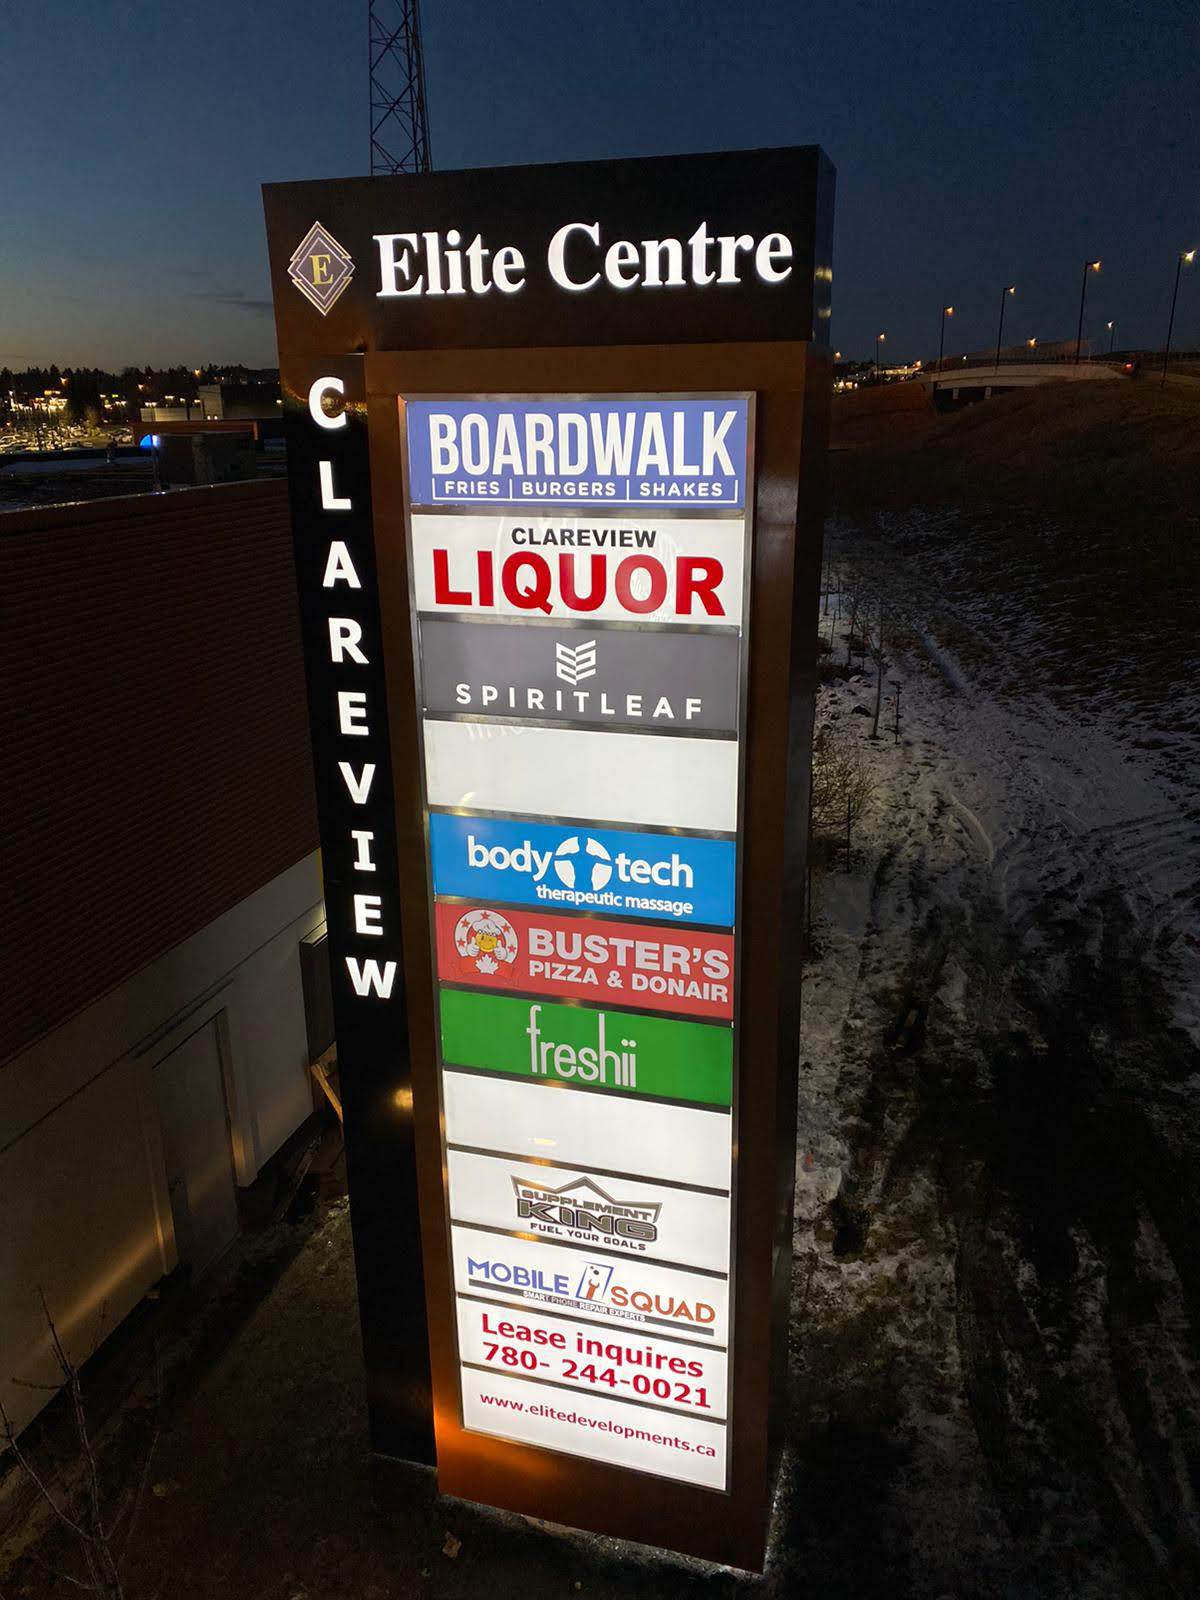 E
Elite Centre
CLAREVIEW
BOARDWALK
FRIES | BURGERS | SHAKES
CLAREVIEW
LIQUOR
SPIRITLEAF
body tech
therapeutic massage
BUSTER'S
PIZZA & DONAIR
freshii
SUPPLEMENT
KING
FUEL YOUR GOALS
MOBILE SQUAD
SMART PHONE REPAIR EXPERTS
Lease inquires
780- 244-0021
www.elitedevelopments.ca